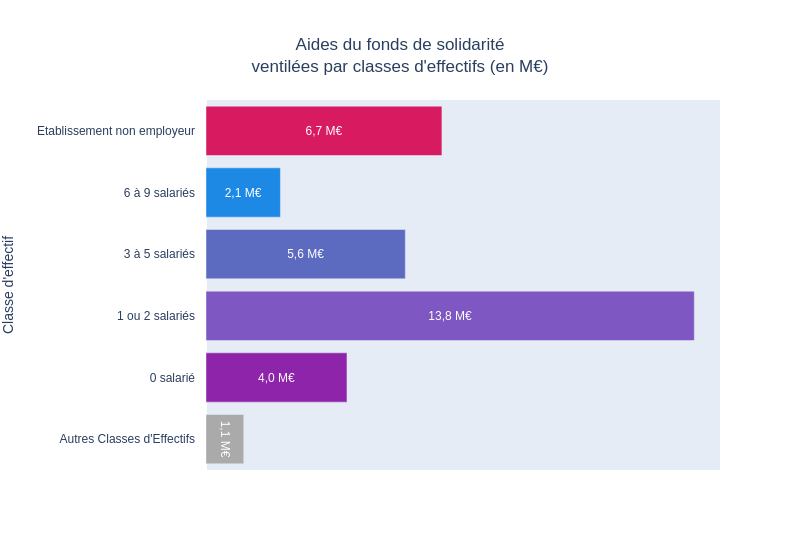 Aides du fonds de solidarité
ventilées par classes d'effectifs (en M€)
Classe d'effectif
Etablissement non employeur
6,7 M€
6 à 9 salariés
2,1 M€
3 à 5 salariés
5,6 M€
1 ou 2 salariés
13,8 M€
0 salarié
4,0 M€
Autres Classes d'Effectifs
1,1 M€